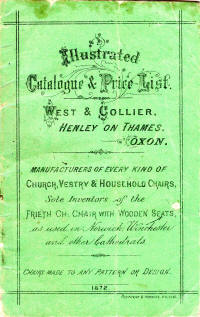 Illustrated
Catalogue & Price List.
West & Collier,
Henley on Thames,
Oxon.
Manufacturers of Every Kind of
Church, Vestry & Household Chairs,
Sole Inventors of the
Frieth Ch. Chair with Wooden Seats,
as used in Norwich, Winchester
and other Cathedrals.
Chairs made to any Pattern or Design.
1872